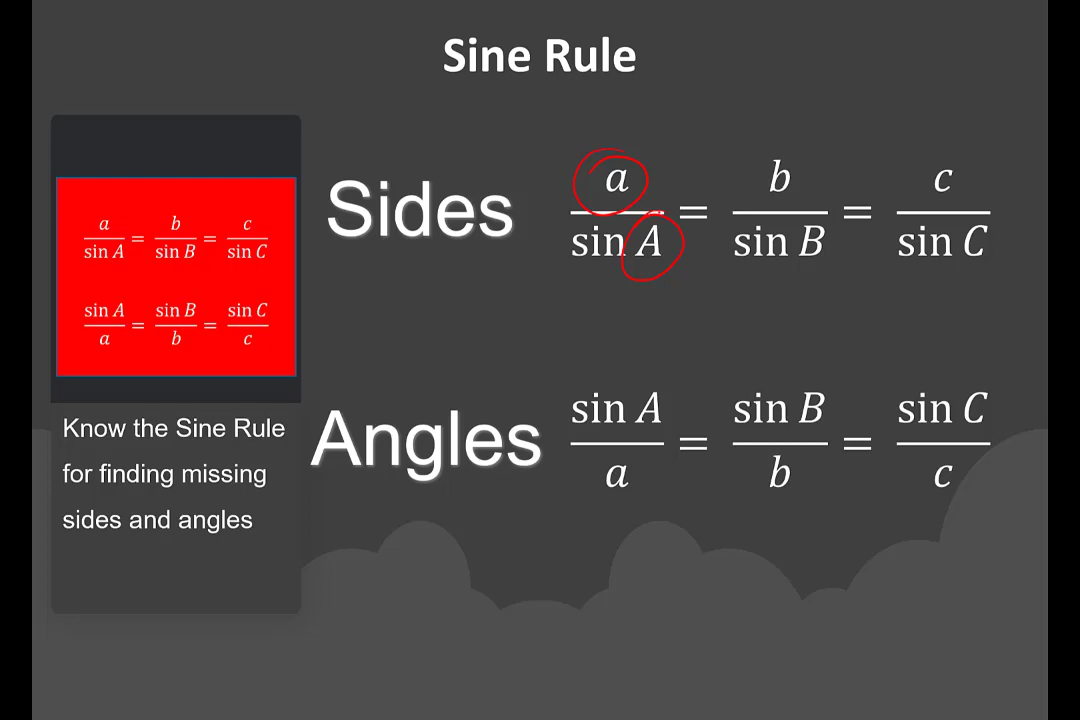 Sine Rule
a/sin A = b/sin B = c/sin C
sin A/a = sin B/b = sin C/c
Know the Sine Rule
for finding missing
sides and angles
Sides a/sin A = b/sin B = c/sin C
Angles sin A/a = sin B/b = sin C/c